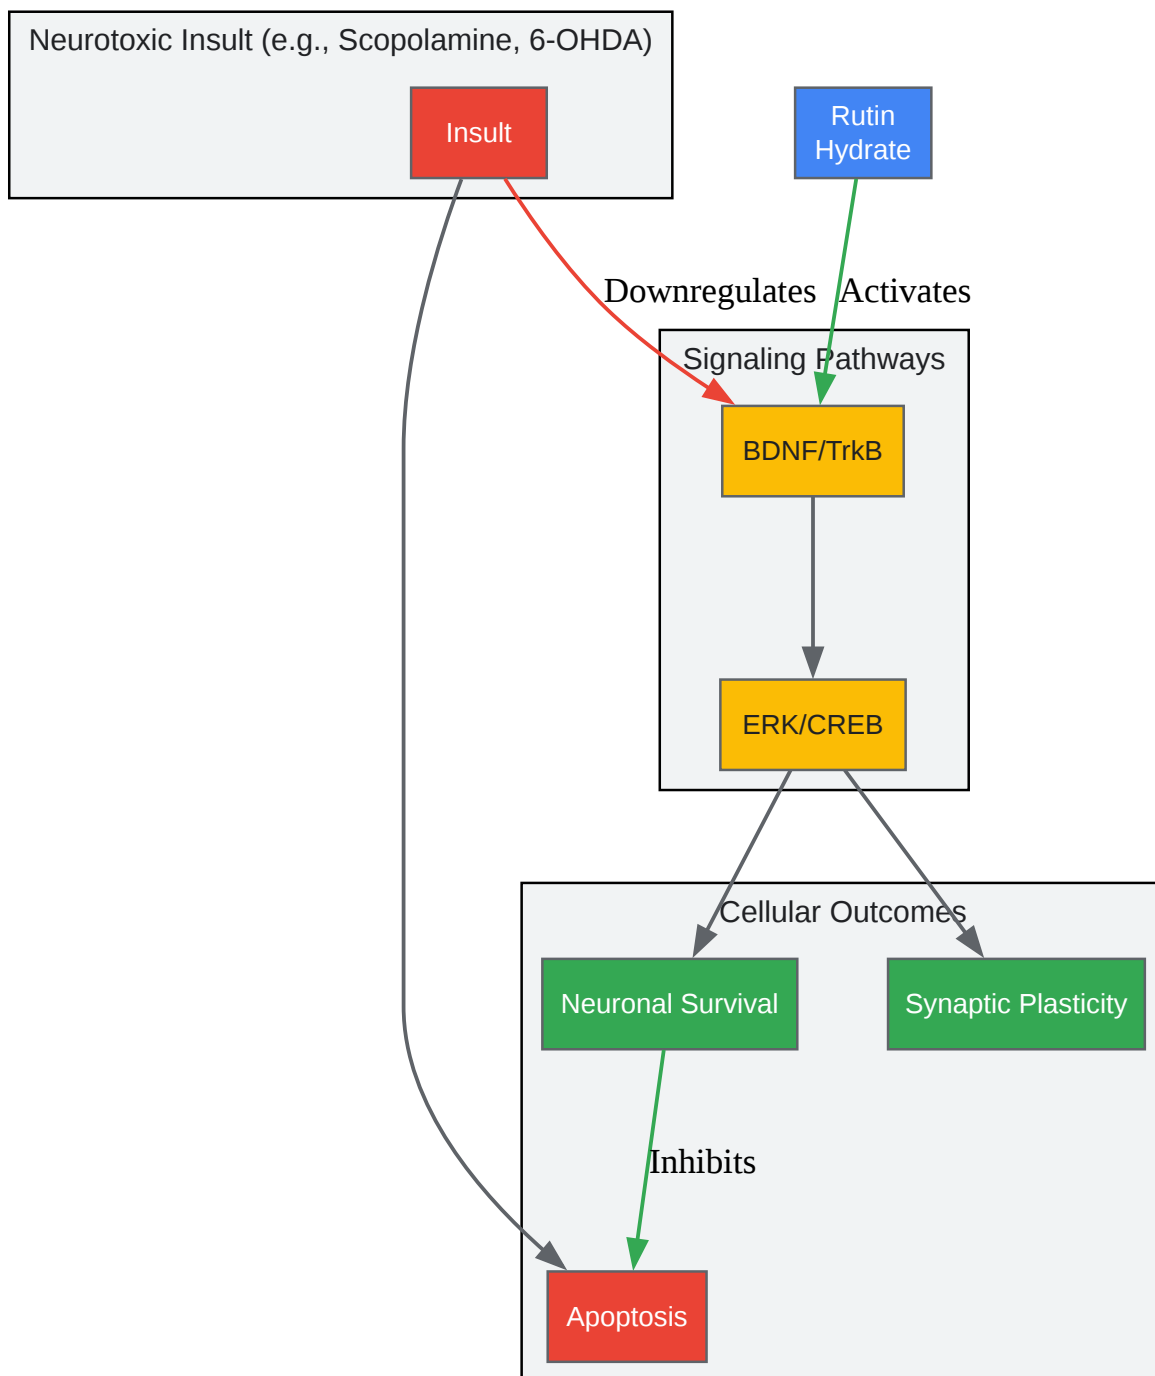 Neurotoxic Insult (e.g., Scopolamine, 6-OHDA)
Insult
Rutin
Hydrate
Downregulates
Activates
Signaling Pathways
BDNF/TrkB
ERK/CREB
Cellular Outcomes
Neuronal Survival
Synaptic Plasticity
Inhibits
Apoptosis